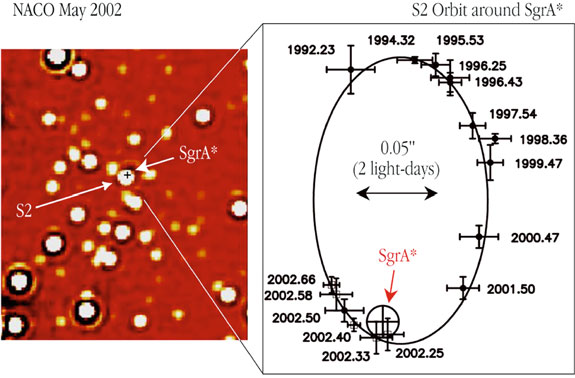 NACO May 2002
S2 Orbit around SgrA*
SgrA*
S2
1992.23
1994.32
1995.53
1996.25
1996.43
1997.54
1998.36
1999.47
0.05"
(2 light-days)
2000.47
SgrA*
2001.50
2002.66
2002.58
2002.50
2002.40
2002.33
2002.25